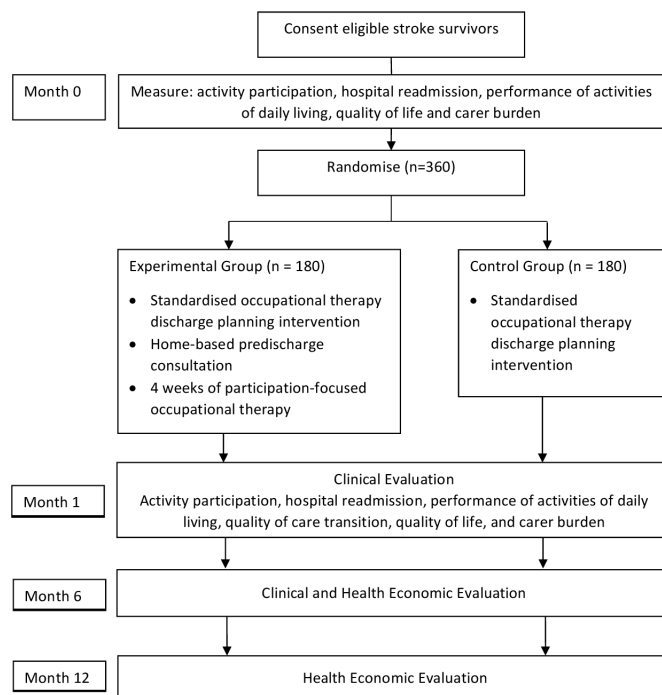 Consent eligible stroke survivors
Month 0
Measure: activity participation, hospital readmission, performance of activities
of daily living, quality of life and carer burden
Randomise (n=360)
Experimental Group (n = 180)
• Standardised occupational therapy
discharge planning intervention
• Home-based predischarge
consultation
• 4 weeks of participation-focused
occupational therapy
Control Group (n = 180)
• Standardised
occupational therapy
discharge planning
intervention
Month 1
Clinical Evaluation
Activity participation, hospital readmission, performance of activities of daily
living, quality of care transition, quality of life, and carer burden
Month 6
Clinical and Health Economic Evaluation
Month 12
Health Economic Evaluation